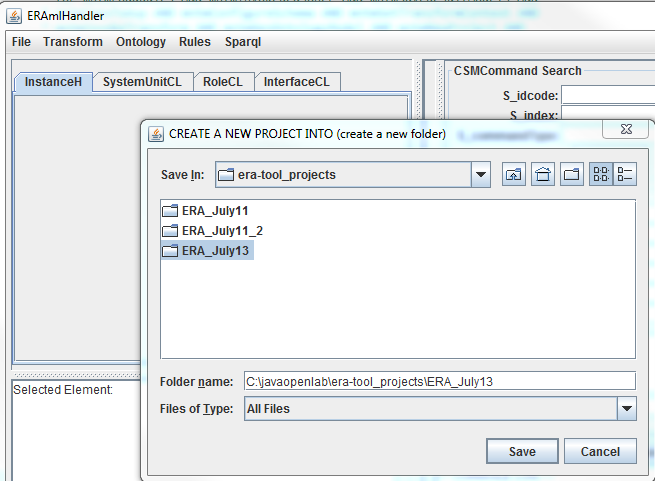 ERAmlHandler
File Transform Ontology Rules Sparql
InstanceH SystemUnitCL RoleCL InterfaceCL
CSMCommand Search
S_idcode:
S_index:
CREATE A NEW PROJECT INTO (create a new folder)
Save In: era-tool_projects
ERA_July11
ERA_July11_2
ERA_July13
Folder name: C:\javaopenlab\era-tool_projects\ERA_July13
Files of Type: All Files
Save Cancel
Selected Element: